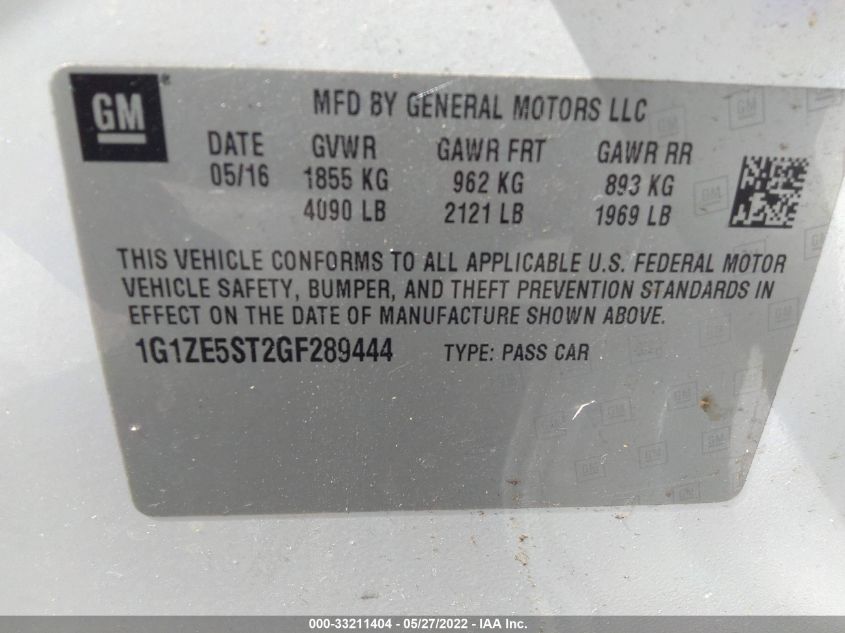 GM
MFD BY GENERAL MOTORS LLC
DATE GVWR GAWR FRT GAWR RR
05/16 1855 KG 962 KG 893 KG
4090 LB 2121 LB 1969 LB
THIS VEHICLE CONFORMS TO ALL APPLICABLE U.S. FEDERAL MOTOR
VEHICLE SAFETY, BUMPER, AND THEFT PREVENTION STANDARDS IN
EFFECT ON THE DATE OF MANUFACTURE SHOWN ABOVE.
1G1ZE5ST2GF289444 TYPE: PASS CAR
000-33211404 - 05/27/2022 - IAA Inc.